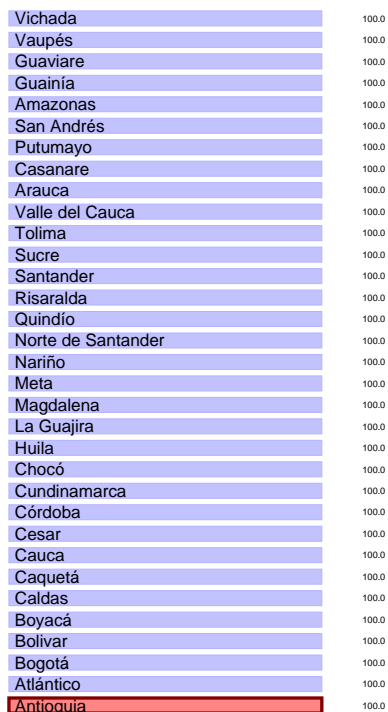 Vichada 100.0
Vaupés 100.0
Guaviare 100.0
Guainía 100.0
Amazonas 100.0
San Andrés 100.0
Putumayo 100.0
Casanare 100.0
Arauca 100.0
Valle del Cauca 100.0
Tolima 100.0
Sucre 100.0
Santander 100.0
Risaralda 100.0
Quindío 100.0
Norte de Santander 100.0
Nariño 100.0
Meta 100.0
Magdalena 100.0
La Guajira 100.0
Huila 100.0
Chocó 100.0
Cundinamarca 100.0
Córdoba 100.0
Cesar 100.0
Cauca 100.0
Caquetá 100.0
Caldas 100.0
Boyacá 100.0
Bolivar 100.0
Bogotá 100.0
Atlántico 100.0
Antioquia 100.0